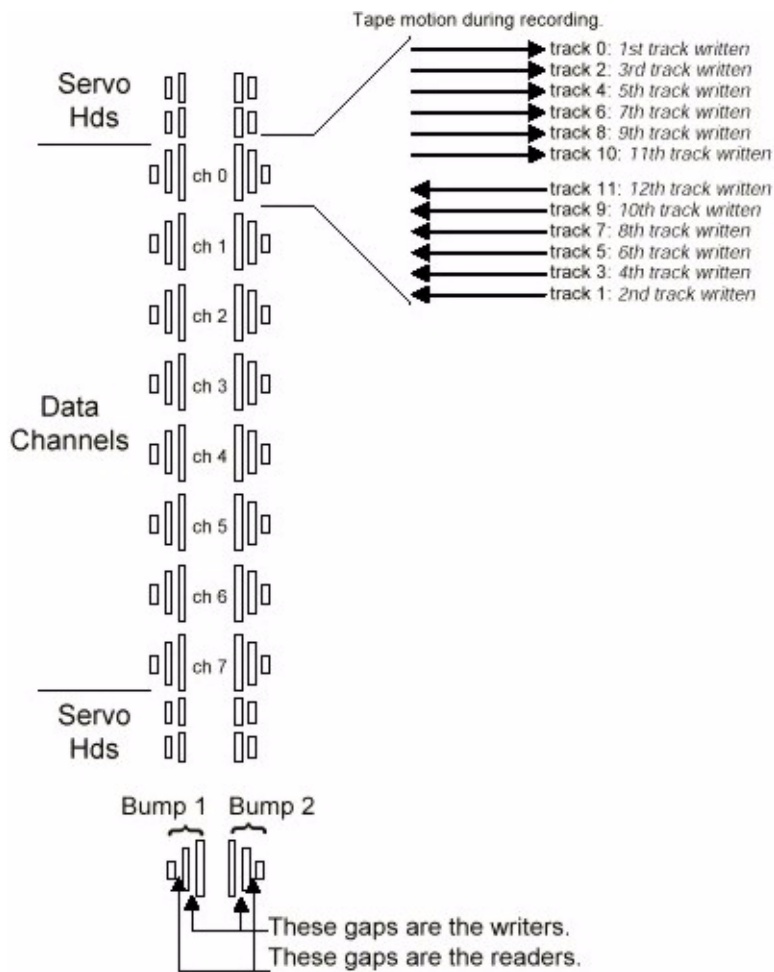 Tape motion during recording.
track 0: 1st track written
track 2: 3rd track written
track 4: 5th track written
track 6: 7th track written
track 8: 9th track written
track 10: 11th track written
track 11: 12th track written
track 9: 10th track written
track 7: 8th track written
track 5: 6th track written
track 3: 4th track written
track 1: 2nd track written
Servo
Hds
ch 0
ch 1
ch 2
ch 3
Data
Channels
ch 4
ch 5
ch 6
ch 7
Servo
Hds
Bump 1 Bump 2
These gaps are the writers.
These gaps are the readers.